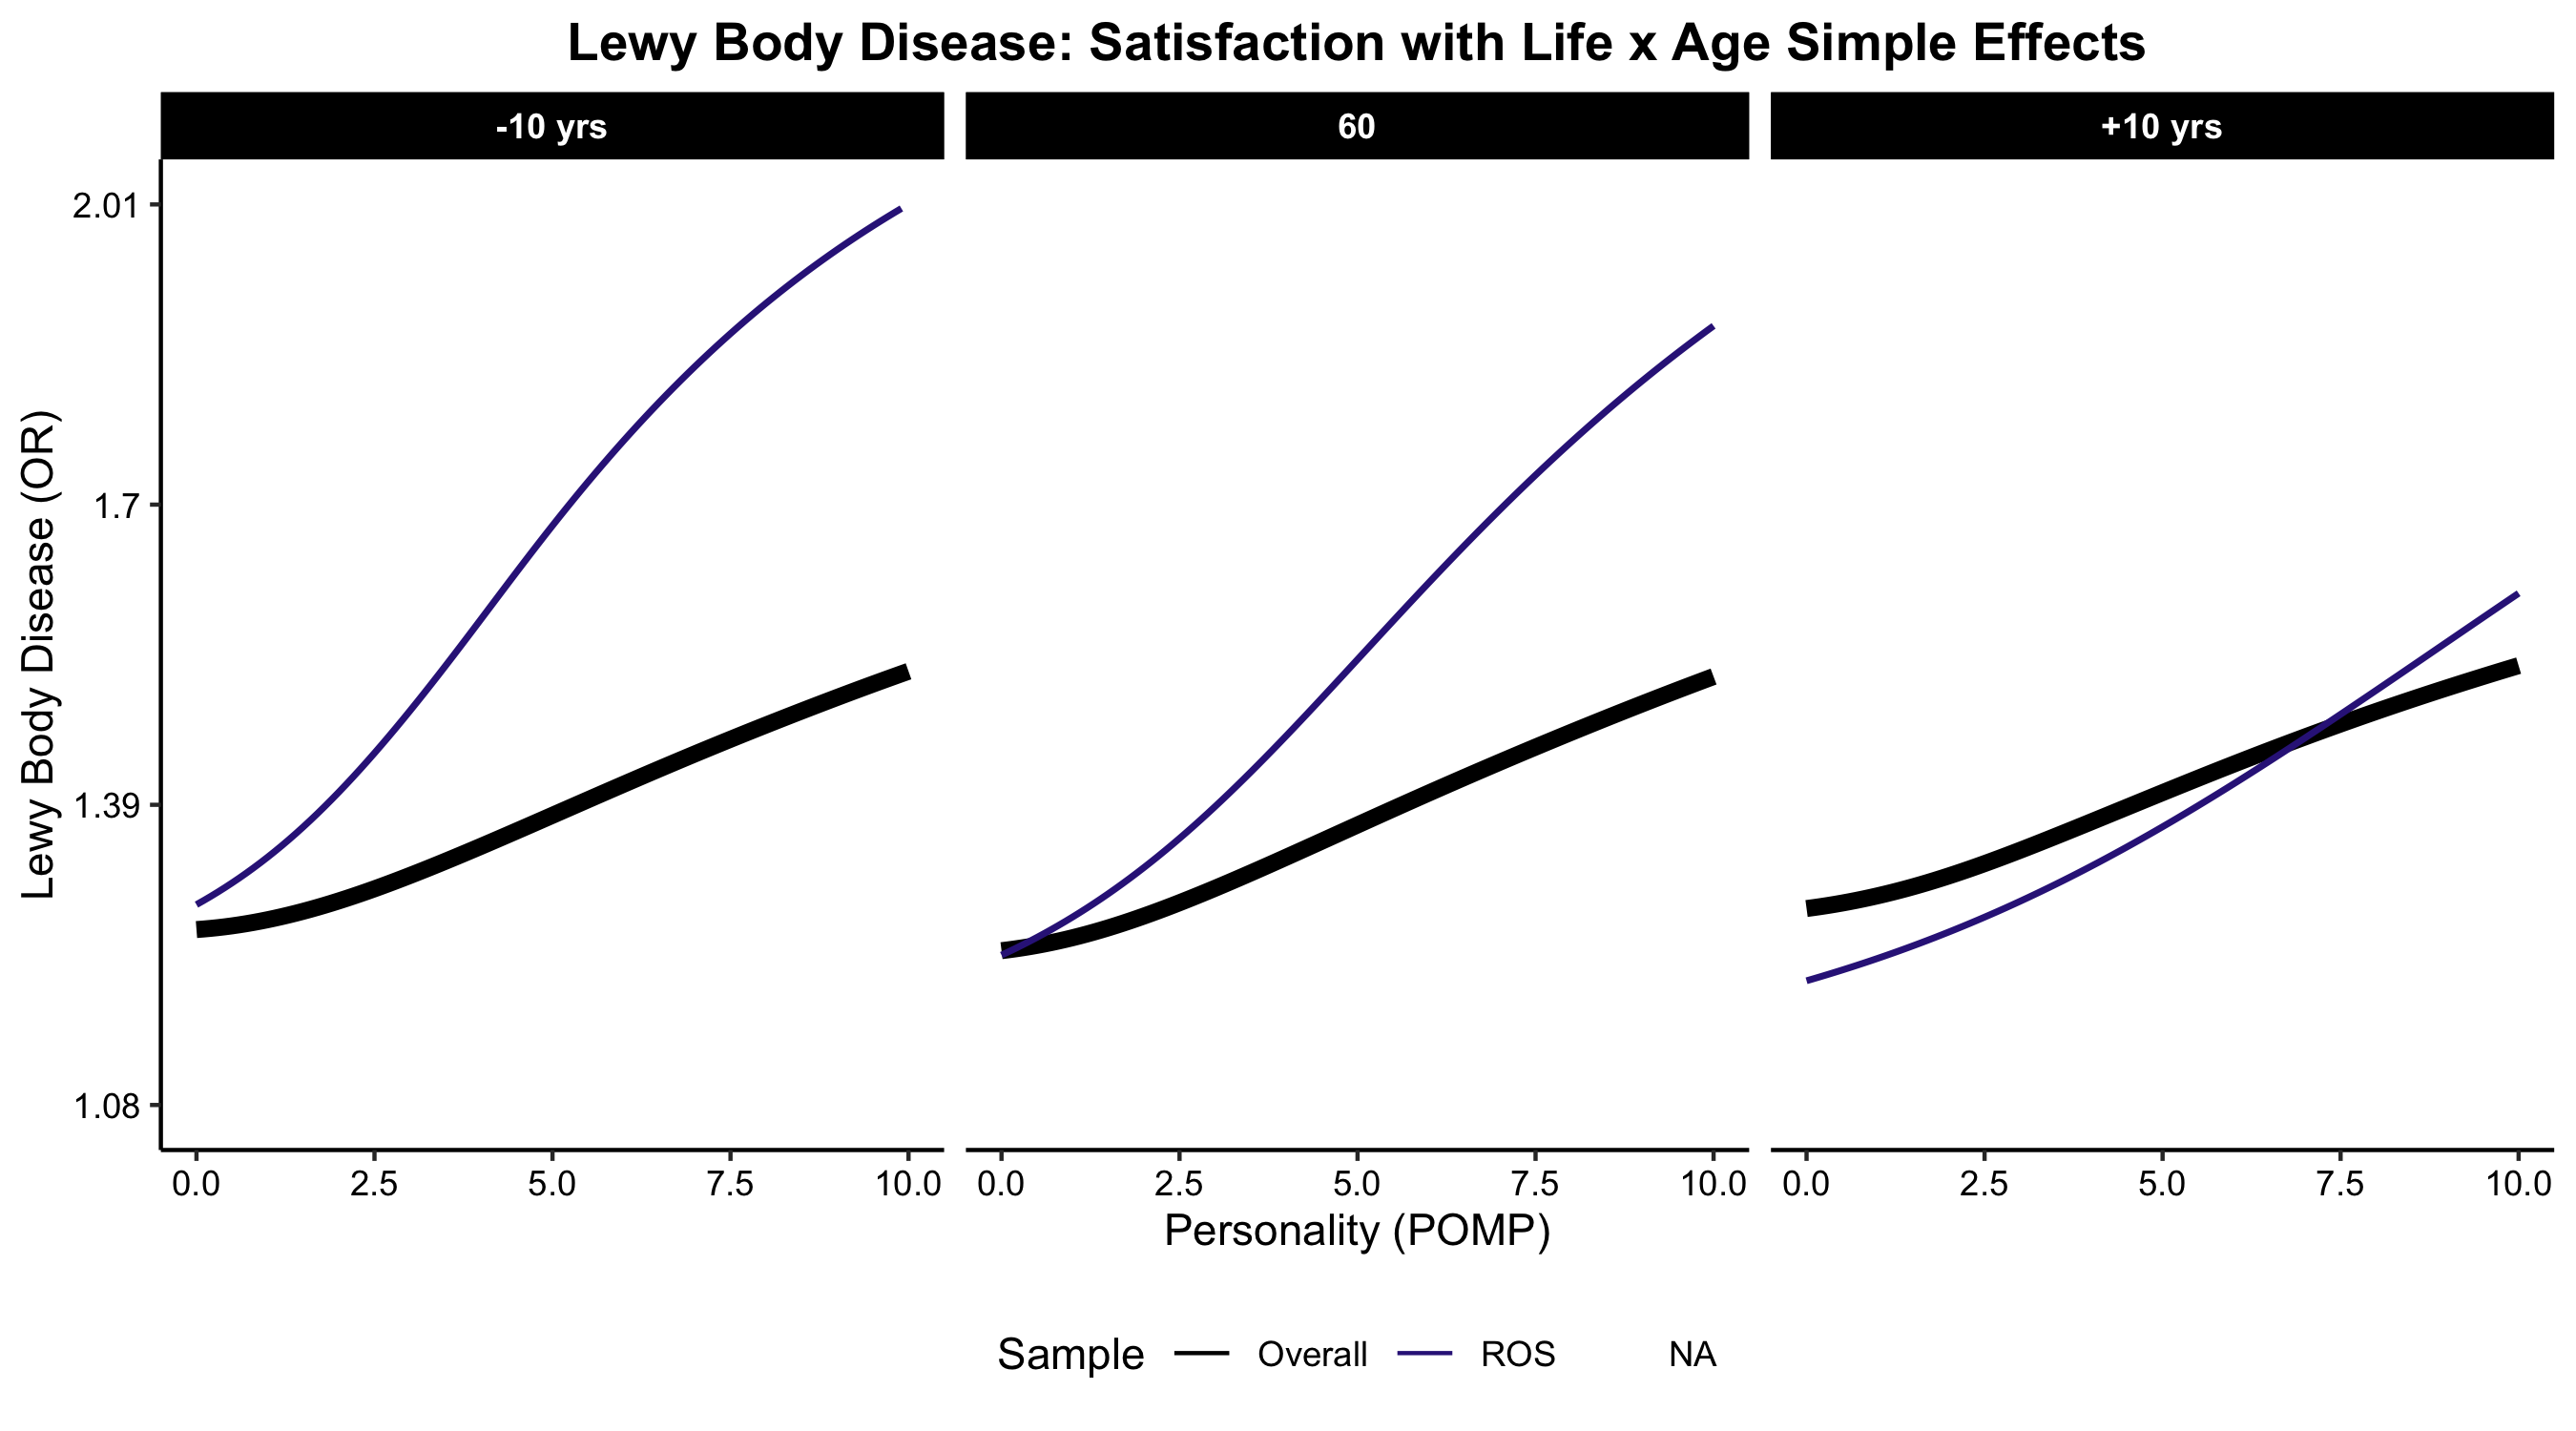 Lewy Body Disease: Satisfaction with Life x Age Simple Effects
-10 yrs
60
+10 yrs
Lewy Body Disease (OR)
2.01
1.7
1.39
1.08
0.0 2.5 5.0 7.5 10.0
0.0 2.5 5.0 7.5 10.0
0.0 2.5 5.0 7.5 10.0
Personality (POMP)
Sample Overall ROS NA